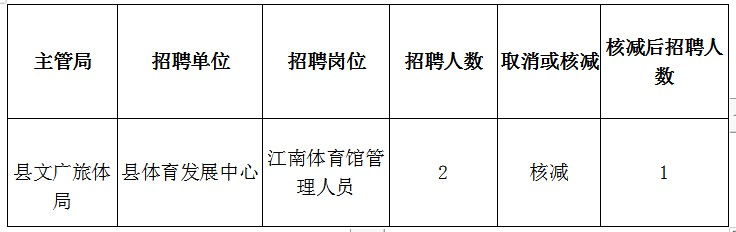 主管局 招聘单位 招聘岗位 招聘人数 取消或核减 核减后招聘人
数
县文广旅体
局 县体育发展中心 江南体育馆管
理人员 2 核减 1